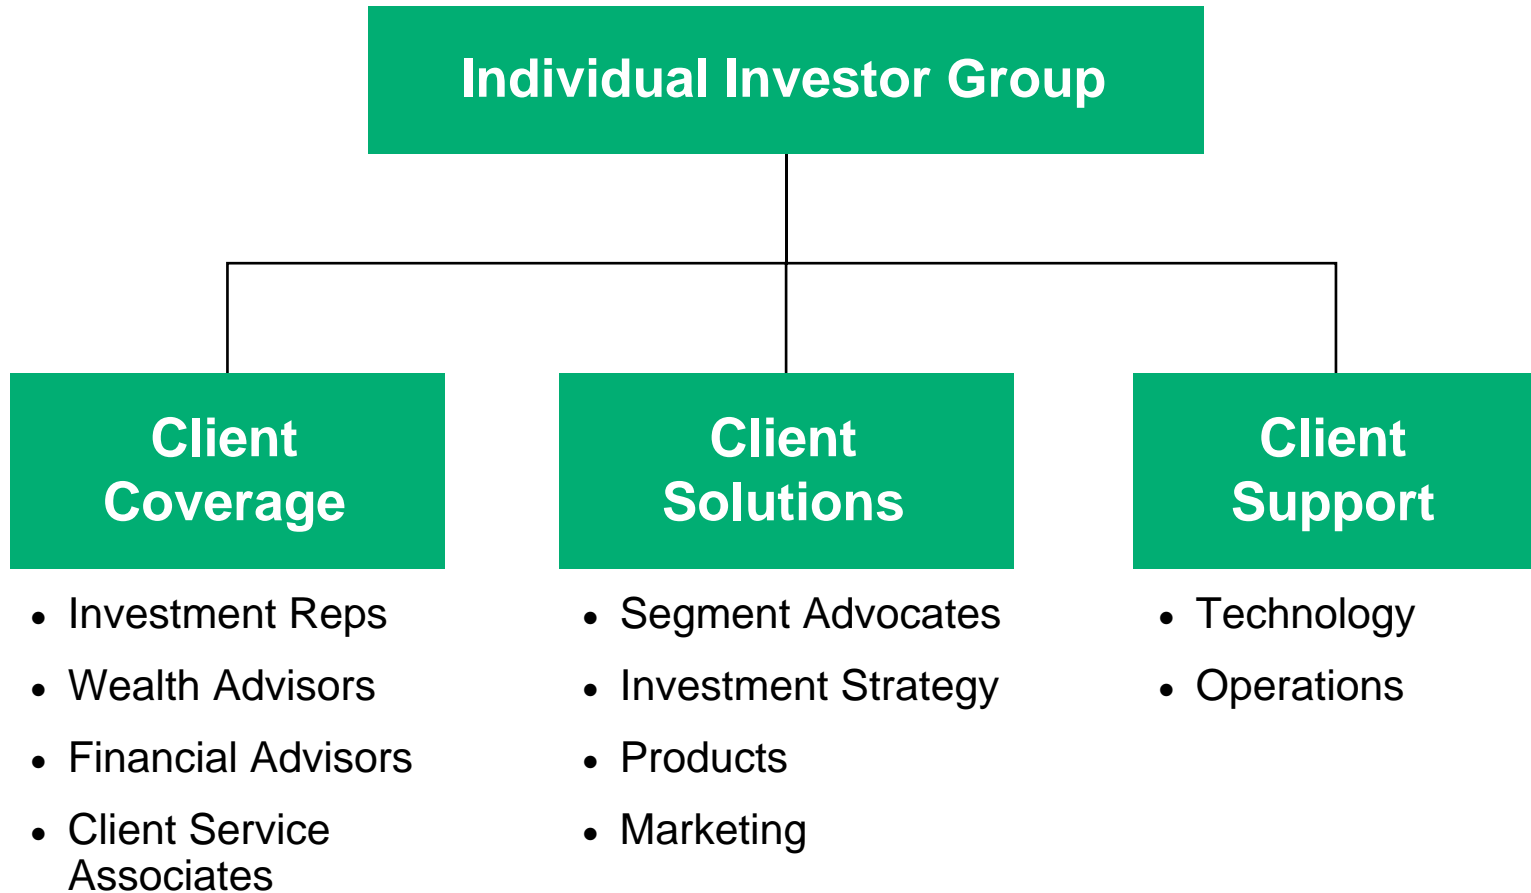 Individual Investor Group
Client
Coverage
• Investment Reps
• Wealth Advisors
• Financial Advisors
• Client Service
Associates
Client
Solutions
• Segment Advocates
• Investment Strategy
• Products
• Marketing
Client
Support
• Technology
• Operations